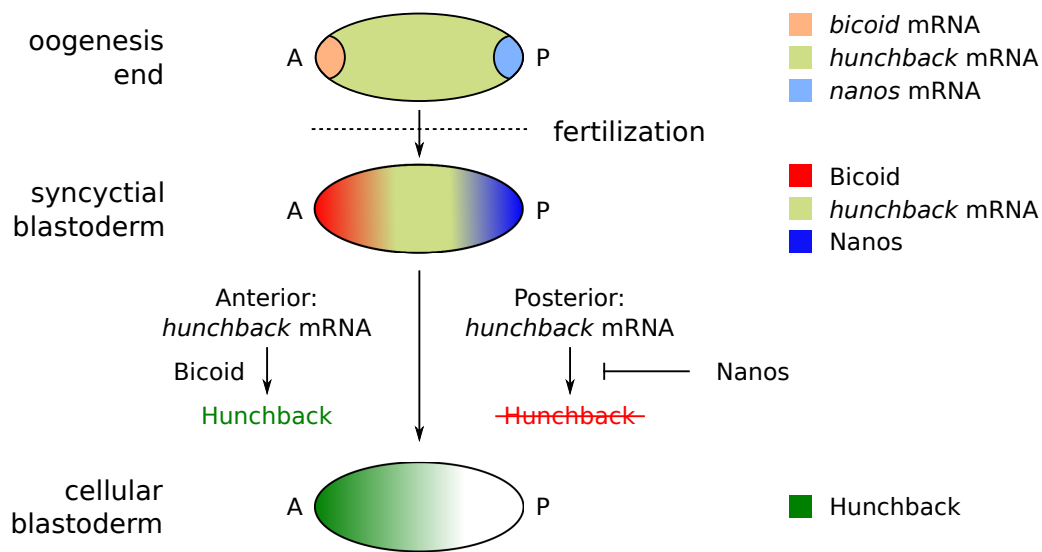 oogenesis
end
A
P
bicoid mRNA
hunchback mRNA
nanos mRNA
fertilization
syncyctial
blastoderm
A
P
Bicoid
hunchback mRNA
Nanos
Anterior:
hunchback mRNA
Bicoid
Hunchback
Posterior:
hunchback mRNA
Nanos
Hunchback
cellular
blastoderm
A
P
Hunchback